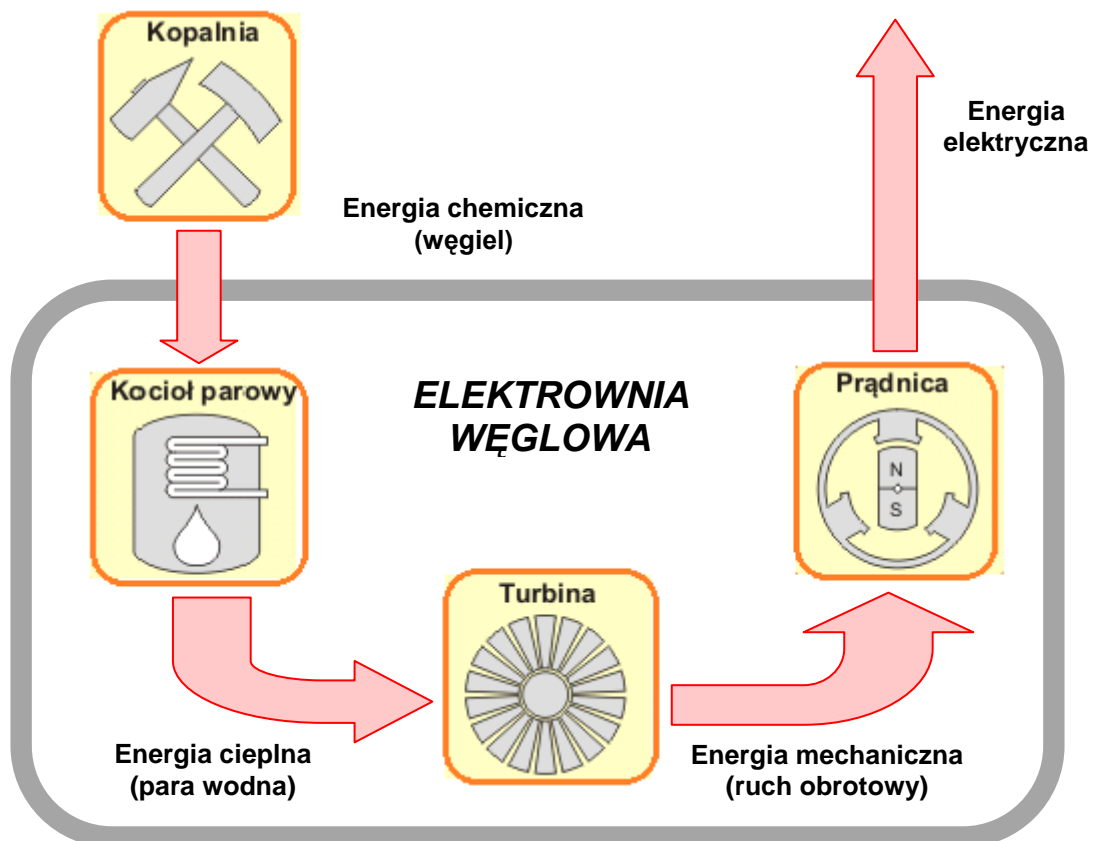 Kopalnia
Energia
elektryczna
Energia chemiczna
(węgiel)
Kocioł parowy
ELEKTROWNIA
WĘGLOWA
Prądnica
N
S
Turbina
Energia cieplna
(para wodna)
Energia mechaniczna
(ruch obrotowy)